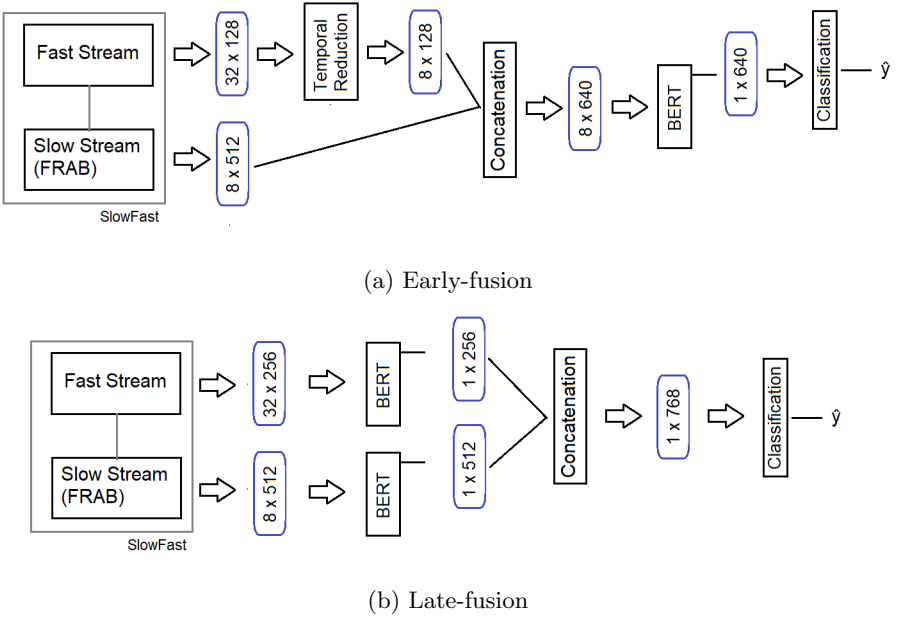 Fast Stream
32 x 128
Temporal
Reduction
8 x 128
Slow Stream
(FRAB)
8 x 512
SlowFast
Concatenation
8 x 640
BERT
1 x 640
Classification
ŷ
(a) Early-fusion
Fast Stream
32 x 256
BERT
1 x 256
Slow Stream
(FRAB)
8 x 512
BERT
1 x 512
SlowFast
Concatenation
1 x 768
Classification
ŷ
(b) Late-fusion